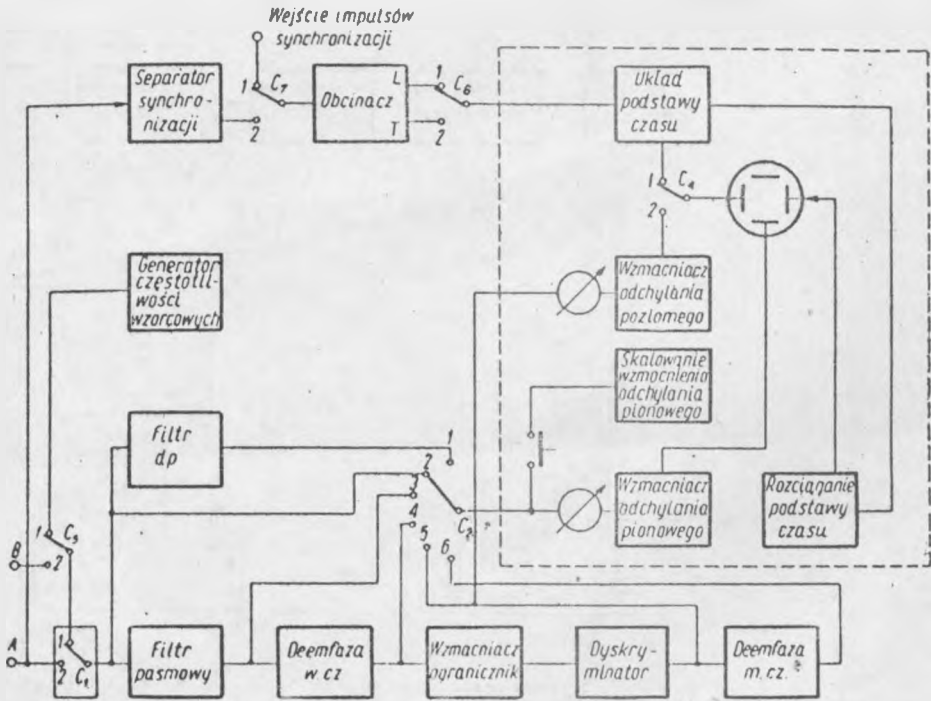 Wejście impulsów
synchronizacji
Separator
synchro-
nizacji
1
C7
2
Obcinacz
L
T
1
C6
2
Układ
podstawy
czasu
1
C4
2
Generator
częstotli-
wości
wzorcowych
Wzmacniacz
odchylania
poziomego
Skalowanie
wzmocnienia
odchylania
pionowego
Filtr
dp
1
2
3
4
5
6
C2
Wzmacniacz
odchylania
pionowego
Rozciąganie
podstawy
czasu
B
1
C3
2
A
1
2
C1
Filtr
pasmowy
Deemfaza
w.cz
Wzmacniacz
ogranicznik
Dyskry-
minator
Deemfaza
m.cz.